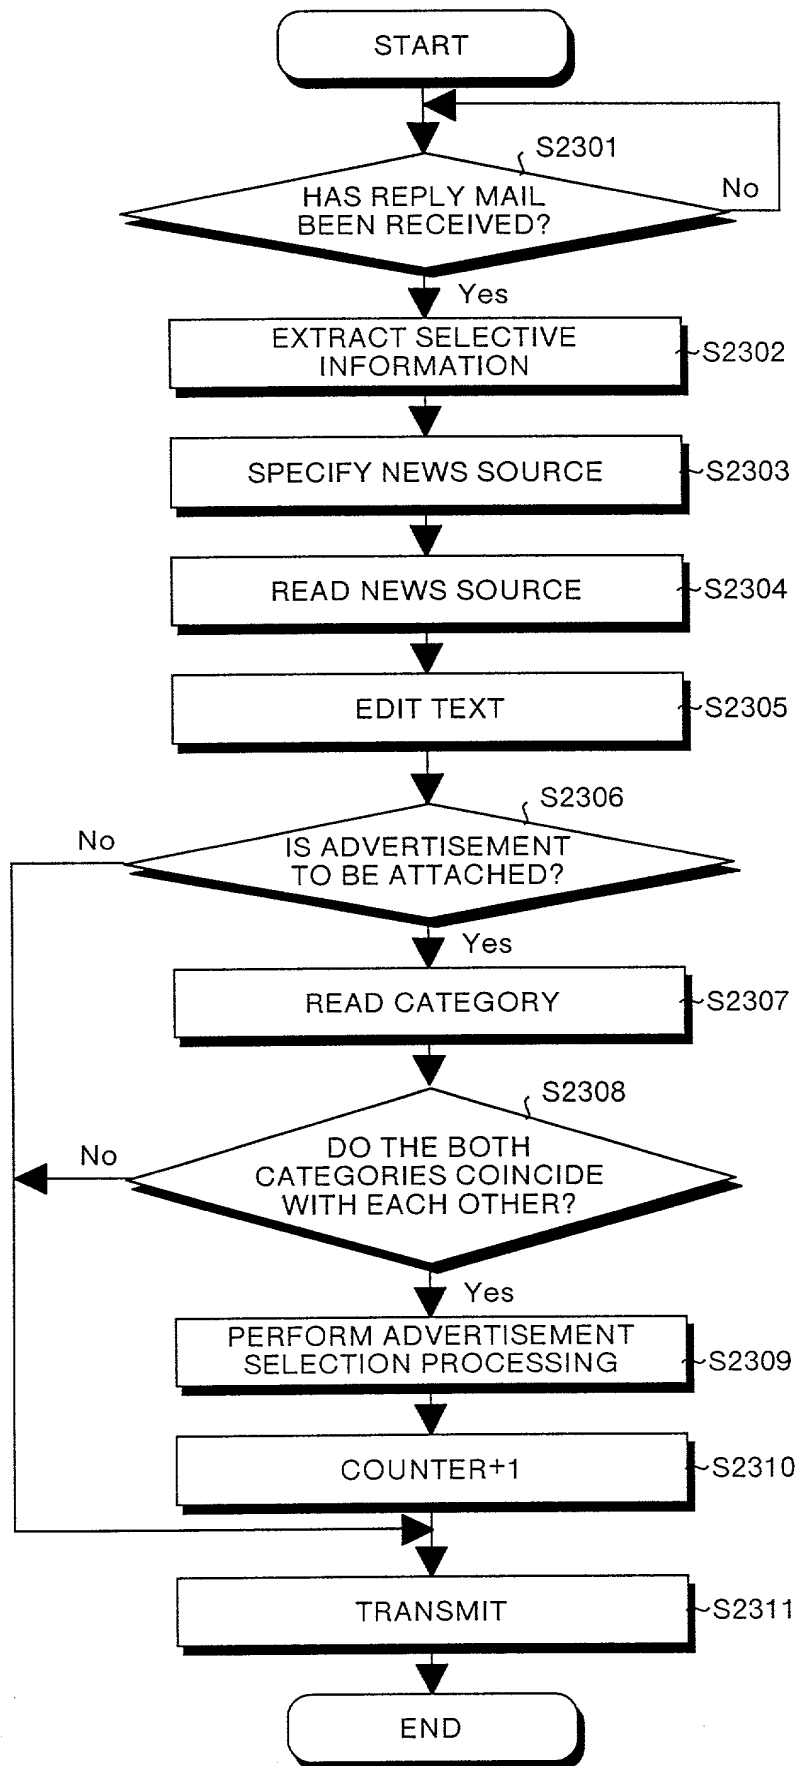 START
S2301
HAS REPLY MAIL
BEEN RECEIVED?
No
Yes
EXTRACT SELECTIVE
INFORMATION
S2302
SPECIFY NEWS SOURCE
S2303
READ NEWS SOURCE
S2304
EDIT TEXT
S2305
S2306
No
IS ADVERTISEMENT
TO BE ATTACHED?
Yes
READ CATEGORY
S2307
S2308
No
DO THE BOTH
CATEGORIES COINCIDE
WITH EACH OTHER?
Yes
PERFORM ADVERTISEMENT
SELECTION PROCESSING
S2309
COUNTER+1
S2310
TRANSMIT
S2311
END